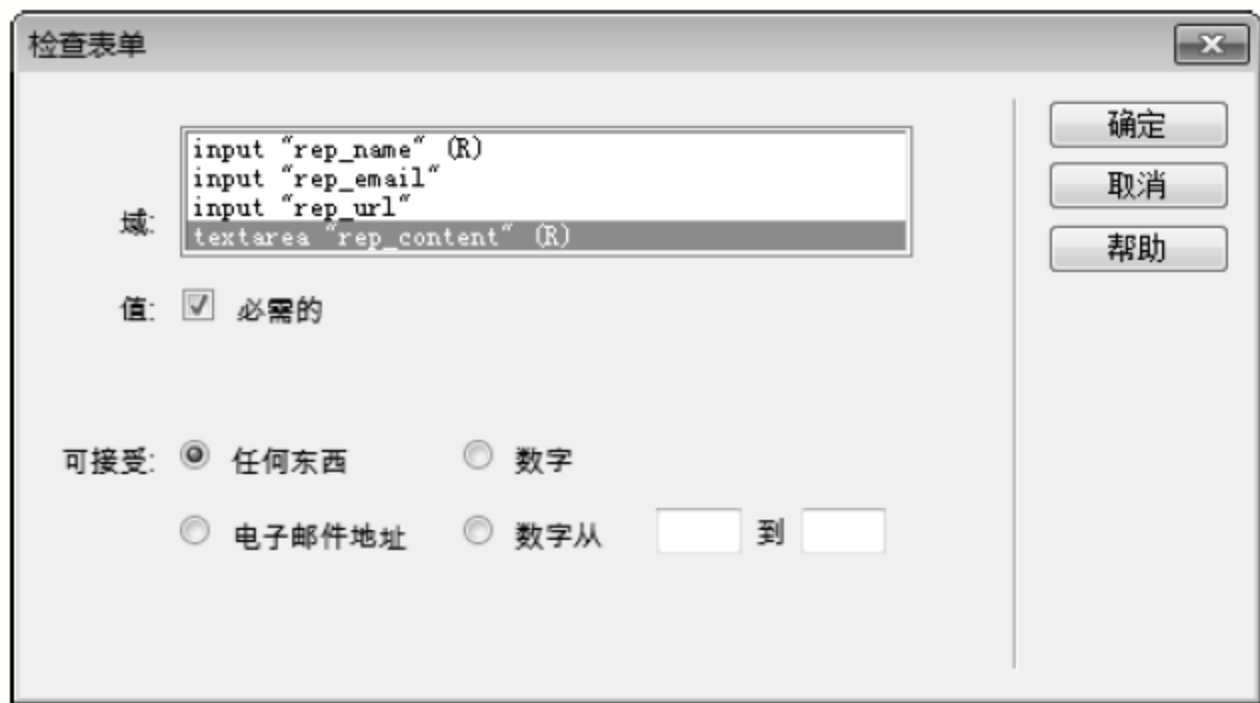 检查表单
确定
input "rep_name" (R)
input "rep_email"
取消
input "rep_url"
域:
textarea "rep_content" (R)
帮助
值: 必需的
可接受: 任何东西 数字
电子邮件地址 数字从 到